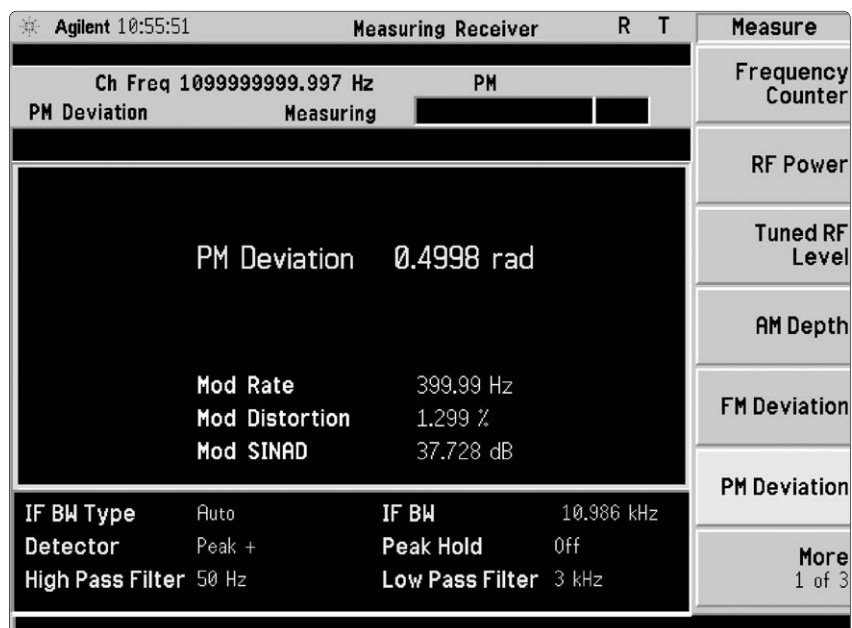 Agilent 10:55:51 Measuring Receiver R T
Ch Freq 1099999999.997 Hz PM
PM Deviation Measuring
PM Deviation 0.4998 rad
Mod Rate 399.99 Hz
Mod Distortion 1.299 %
Mod SINAD 37.728 dB
IF BW Type Auto IF BW 10.986 kHz
Detector Peak + Peak Hold Off
High Pass Filter 50 Hz Low Pass Filter 3 kHz
Measure
Frequency
Counter
RF Power
Tuned RF
Level
AM Depth
FM Deviation
PM Deviation
More
1 of 3